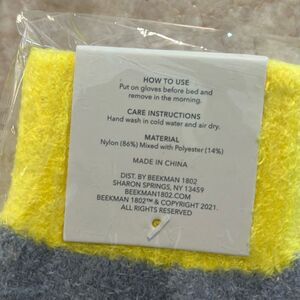 HOW TO USE
Put on gloves before bed and
remove in the morning.
CARE INSTRUCTIONS
Hand wash in cold water and air dry.
MATERIAL
Nylon (86%) Mixed with Polyester (14%)
MADE IN CHINA
DIST. BY BEEKMAN 1802
SHARON SPRINGS, NY 13459
BEEKMAN1802.COM
BEEKMAN 1802™ & COPYRIGHT 2021.
ALL RIGHTS RESERVED